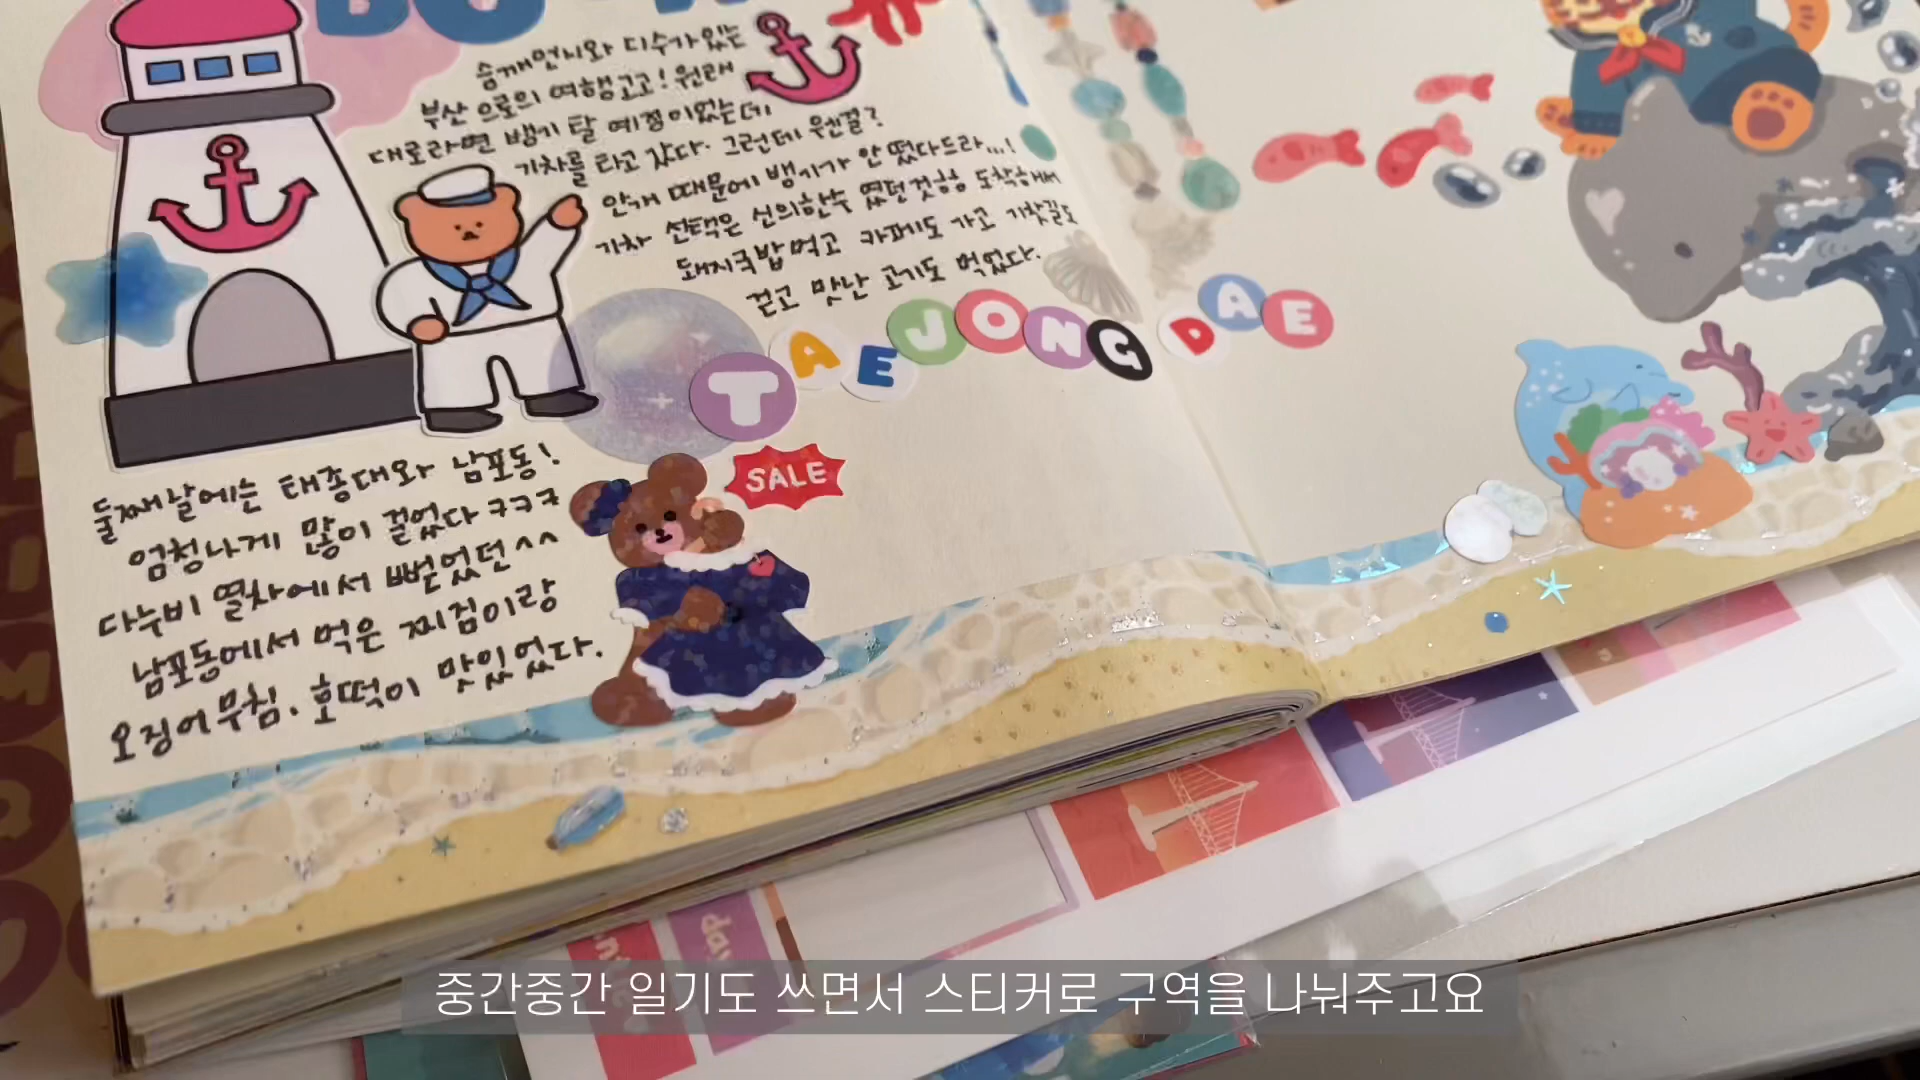 숨깨언니와 디수가있는
부산으로의 여행고고! 원래
대로라면 뱅기 탈 예정이었는데
기차를 타고 갔다. 그런데 웬걸?
안개 때문에 뱅기가 안 떴다드라...!
기차 선택은 신의한수 였던것ㅎㅎ 도착해서
돼지국밥먹고 카페도 가고 기찻길도
걷고 맛난 고기도 먹었다.
TAEJONG DAE
SALE
둘째날에는 태종대와 남포동!
엄청나게 많이 걸었다 ㅋㅋㅋ
다누비 열차에서 뻗었던^^
남포동에서 먹은 찌짐이랑
오징어무침. 호떡이 맛있었다.
중간중간 일기도 쓰면서 스티커로 구역을 나눠주고요